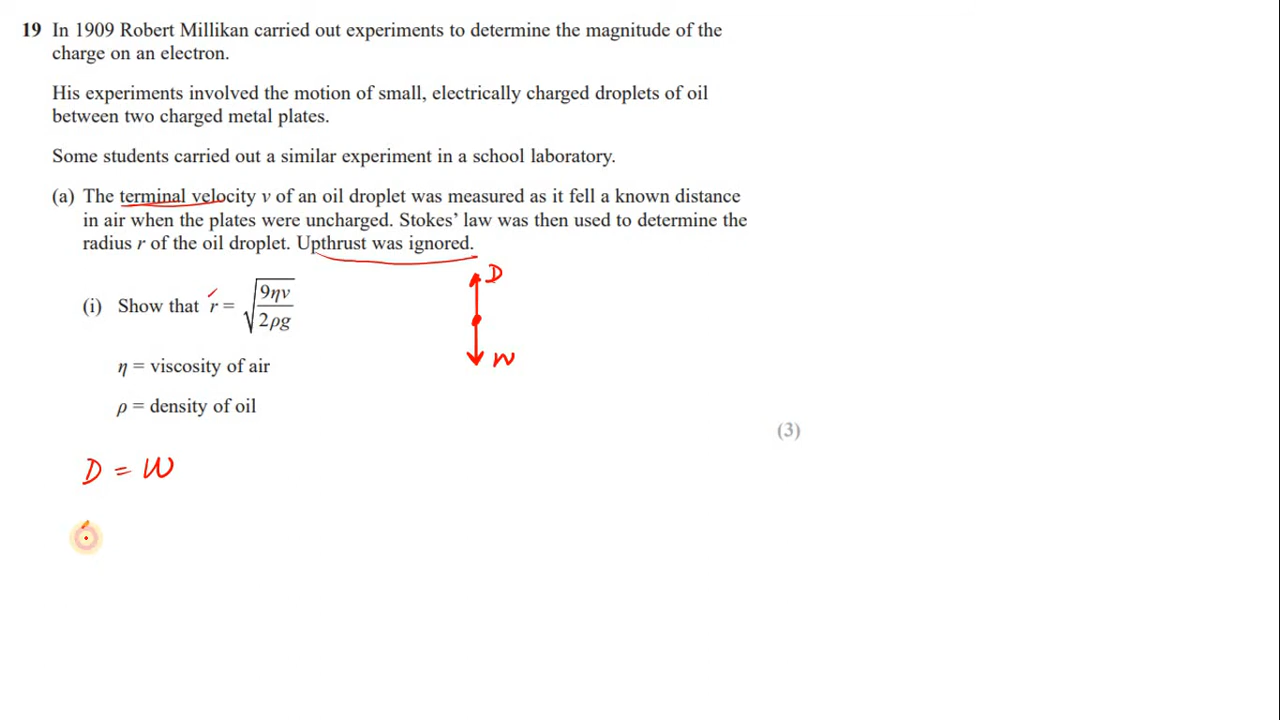 19 In 1909 Robert Millikan carried out experiments to determine the magnitude of the
charge on an electron.
His experiments involved the motion of small, electrically charged droplets of oil
between two charged metal plates.
Some students carried out a similar experiment in a school laboratory.
(a) The terminal velocity v of an oil droplet was measured as it fell a known distance
in air when the plates were uncharged. Stokes’ law was then used to determine the
radius r of the oil droplet. Upthrust was ignored.
D
(i) Show that r = √(9ηv / 2ρg)
W
η = viscosity of air
ρ = density of oil
(3)
D = W